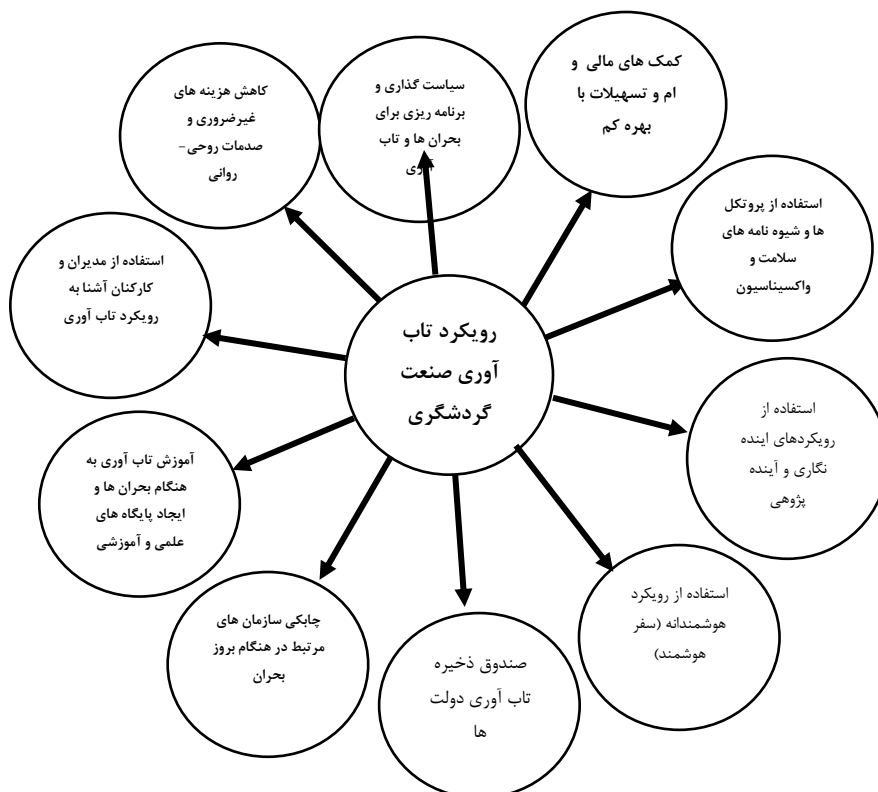 کمک های مالی و
ام و تسهیلات با
بهره کم
سیاست گذاری و
برنامه ریزی برای
بحران ها و تاب
آوری
کاهش هزینه های
غیرضروری و
صدمات روحی –
روانی
استفاده از پروتکل
ها و شیوه نامه های
سلامت و
واکسیناسیون
استفاده از مدیران و
کارکنان آشنا به
رویکرد تاب آوری
رویکرد تاب
آوری صنعت
گردشگری
استفاده از
رویکردهای اینده
نگاری و آینده
پژوهی
آموزش تاب آوری به
هنگام بحران ها و
ایجاد پایگاه های
علمی و آموزشی
استفاده از رویکرد
هوشمندانه (سفر
هوشمند)
چابکی سازمان های
مرتبط در هنگام بروز
بحران
صندوق ذخیره
تاب آوری دولت
ها